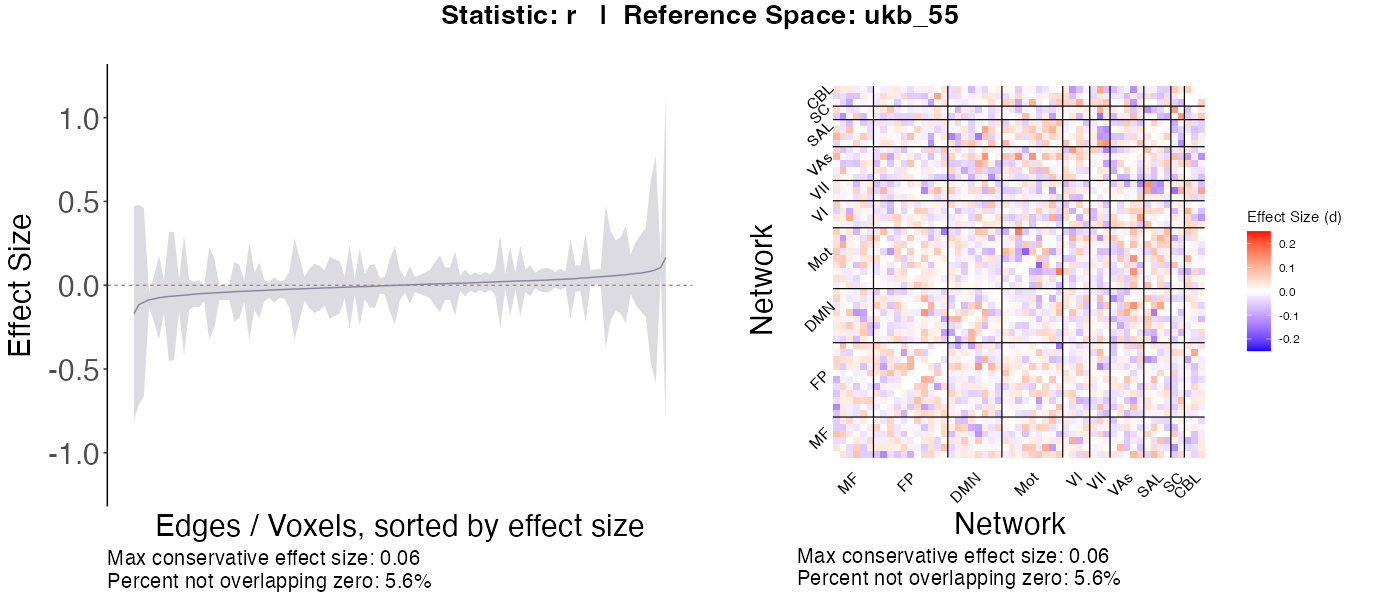 Statistic: r | Reference Space: ukb_55
Effect Size
1.0
0.5
0.0
-0.5
-1.0
Edges / Voxels, sorted by effect size
Max conservative effect size: 0.06
Percent not overlapping zero: 5.6%
Network
CBL
SC
SAL
VAs
VII
VI
Mot
DMN
FP
MF
MF
FP
DMN
Mot
VI
VII
VAs
SAL
SC
CBL
Network
Max conservative effect size: 0.06
Percent not overlapping zero: 5.6%
Effect Size (d)
0.2
0.1
0.0
-0.1
-0.2